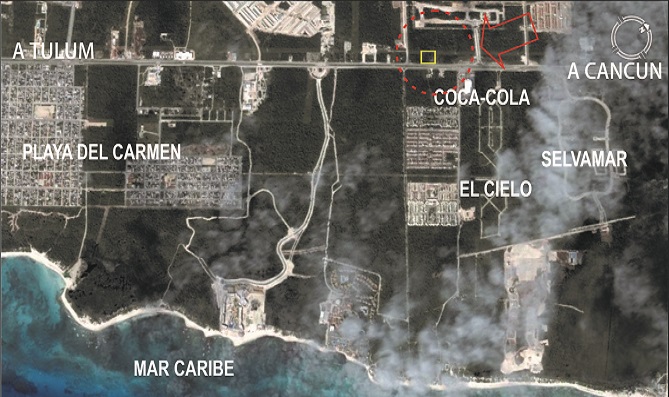 A TULUM
A CANCUN
COCA-COLA
PLAYA DEL CARMEN
SELVAMAR
EL CIELO
MAR CARIBE